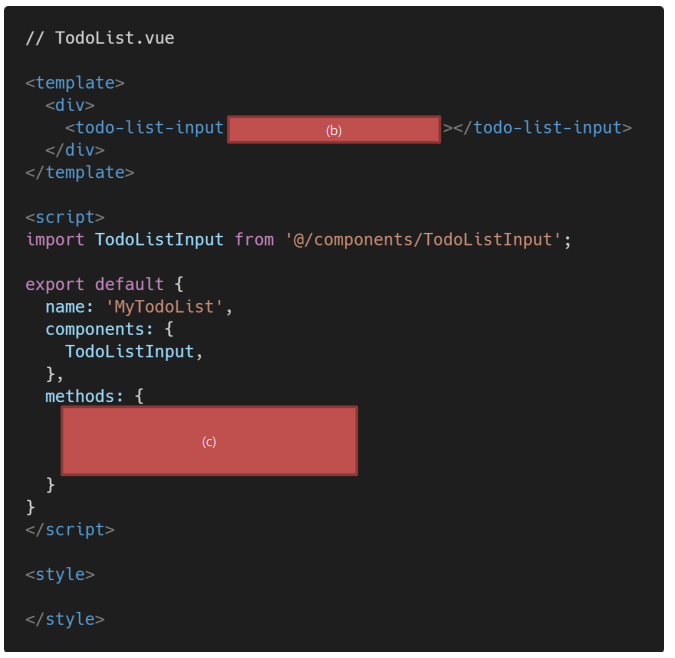 // TodoList.vue
<template>
<div>
<todo-list-input (b) ></todo-list-input>
</div>
</template>
<script>
import TodoListInput from '@/components/TodoListInput';
export default {
name: 'MyTodoList',
components: {
TodoListInput,
},
methods: {
(c)
}
}
</script>
<style>
</style>